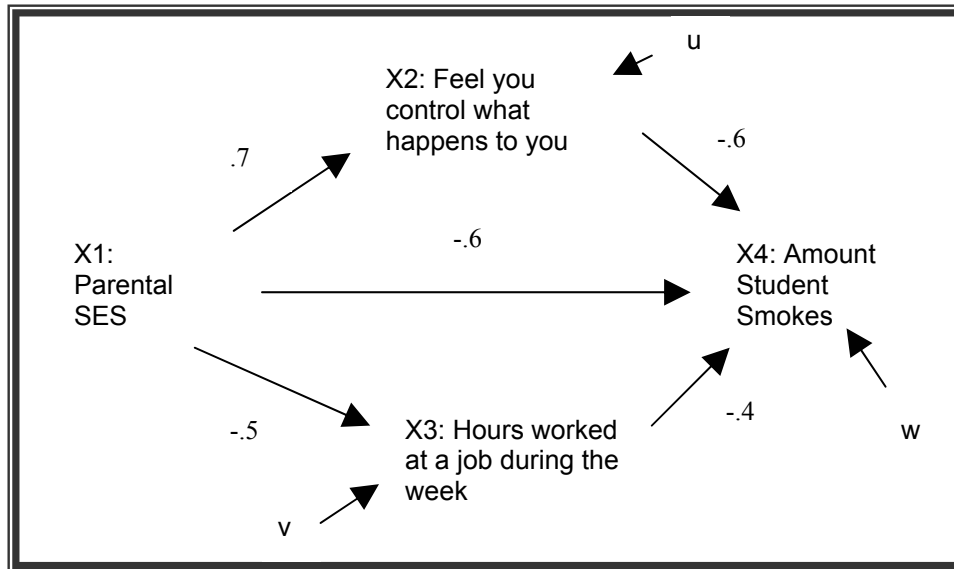 u
X2: Feel you
control what
happens to you
.7
-.6
-.6
X1:
Parental
SES
X4: Amount
Student
Smokes
-.5
-.4
X3: Hours worked
at a job during the
week
w
v